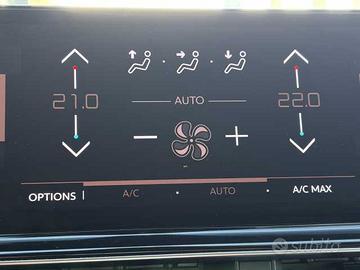 21.0
AUTO
22.0
OPTIONS
A/C
AUTO
A/C MAX
subito